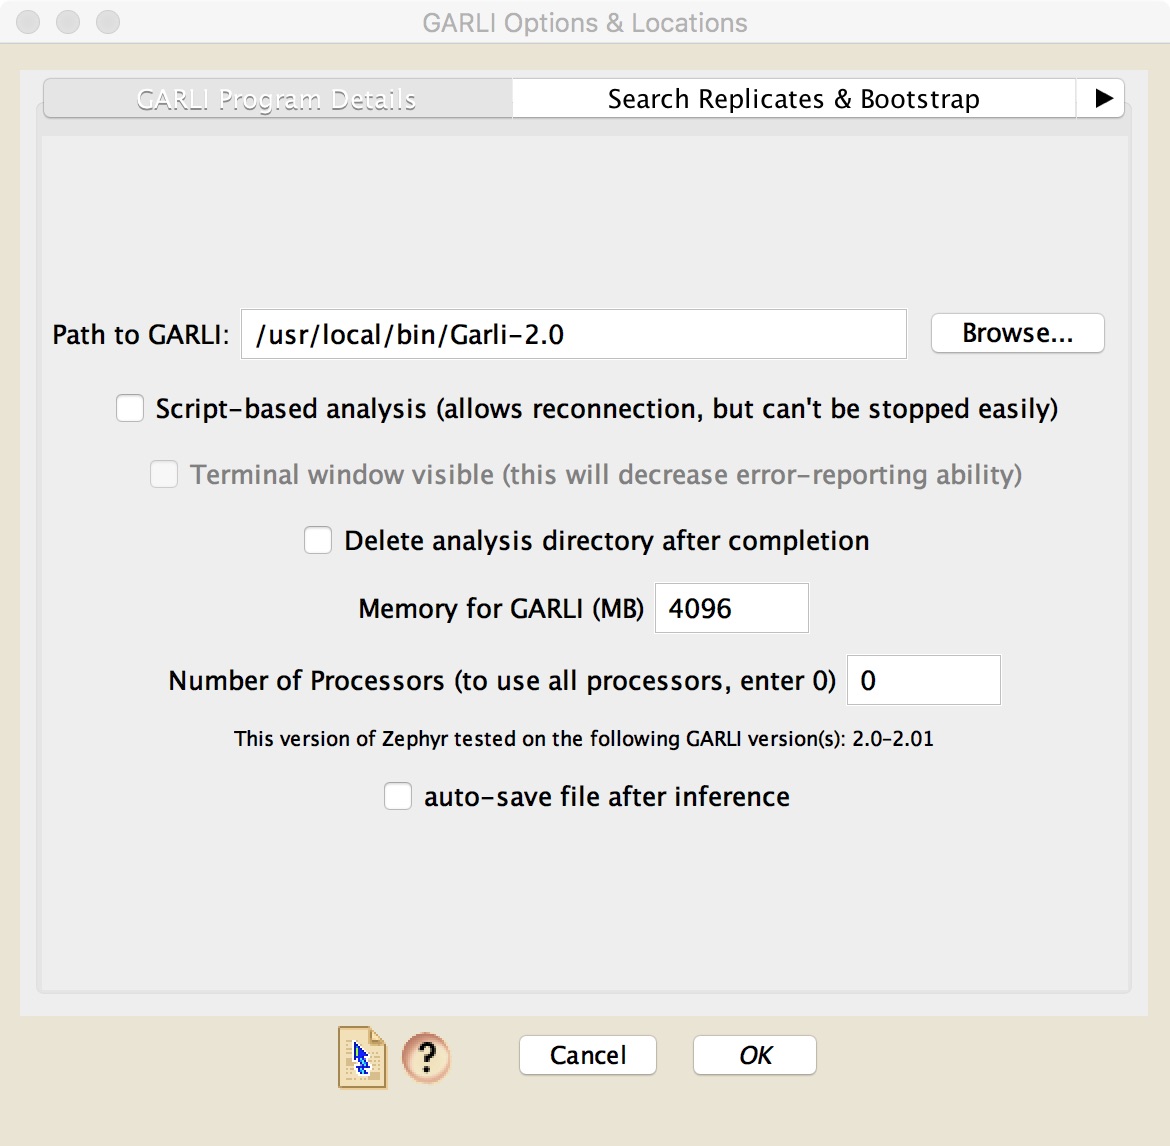 GARLI Options & Locations
GARLI Program Details
Search Replicates & Bootstrap
Path to GARLI: /usr/local/bin/Garli-2.0 Browse...
Script-based analysis (allows reconnection, but can't be stopped easily)
Terminal window visible (this will decrease error-reporting ability)
Delete analysis directory after completion
Memory for GARLI (MB) 4096
Number of Processors (to use all processors, enter 0) 0
This version of Zephyr tested on the following GARLI version(s): 2.0-2.01
auto-save file after inference
? Cancel OK